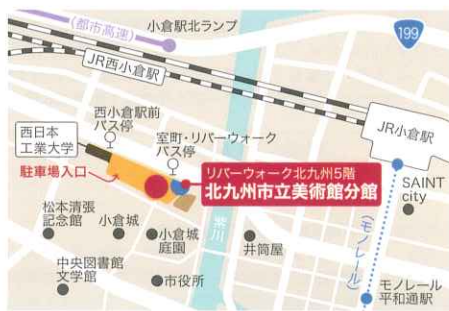 (都市高速)
小倉駅北ランプ
199
JR西小倉駅
JR小倉駅
西小倉駅前
バス停
室町・リバーウォーク
バス停
西日本
工業大学
駐車場入口
リバーウォーク北九州5階
北九州市立美術館分館
SAINT
city
松本清張
記念館
小倉城
小倉城
庭園
紫川
井筒屋
(モノレール)
中央図書館
文学館
市役所
モノレール
平和通駅